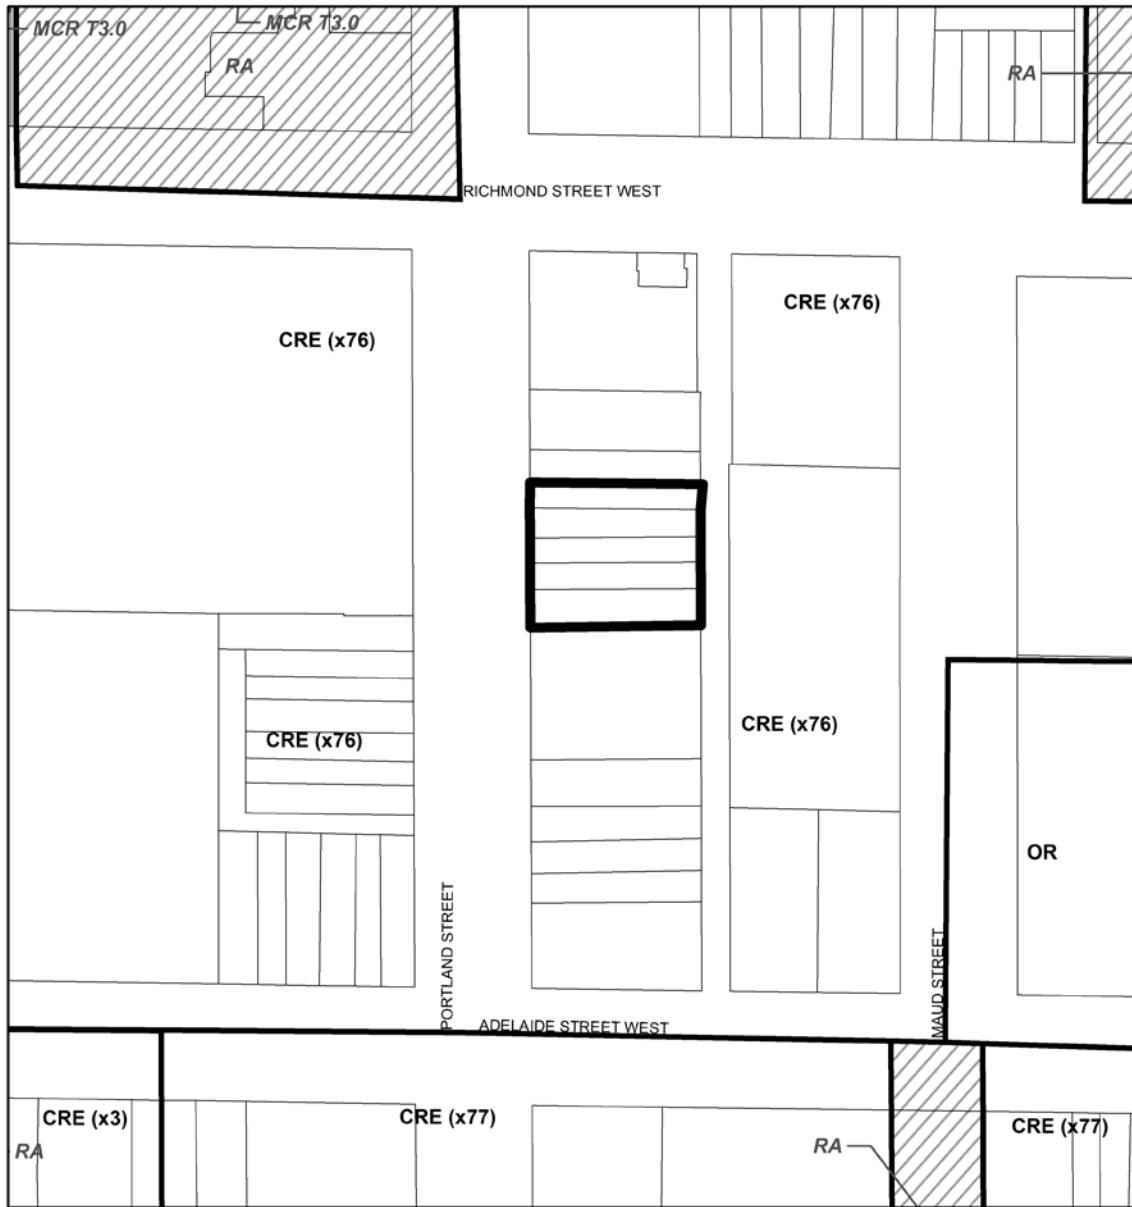 MCR T3.0
MCR T3.0
RA
RA
RICHMOND STREET WEST
CRE (x76)
CRE (x76)
CRE (x76)
CRE (x76)
OR
PORTLAND STREET
MAUD STREET
ADELAIDE STREET WEST
CRE (x3)
CRE (x77)
CRE (x77)
RA
RA